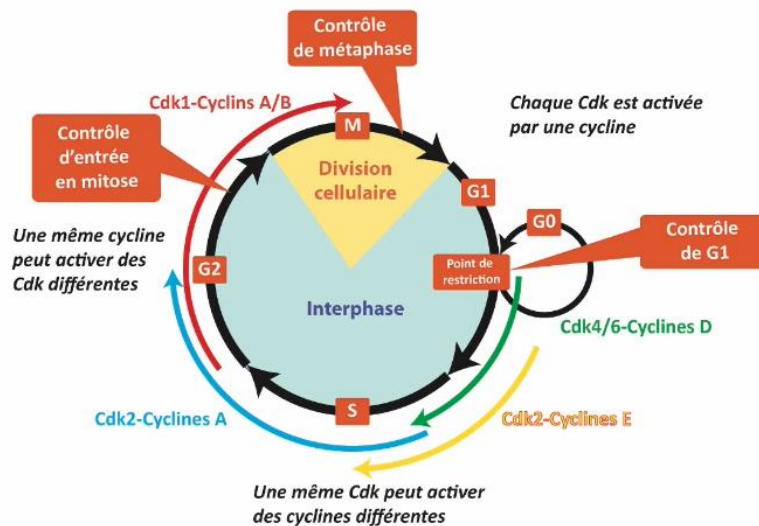 Contrôle
de métaphase
Cdk1-Cyclins A/B
M
Chaque Cdk est activée
par une cycline
Contrôle
d'entrée
en mitose
Division
cellulaire
G1
G0
Contrôle
de G1
Une même cycline
peut activer des
Cdk différentes
G2
Point de
restriction
Interphase
Cdk4/6-Cyclines D
Cdk2-Cyclines A
S
Cdk2-Cyclines E
Une même Cdk peut activer
des cyclines différentes